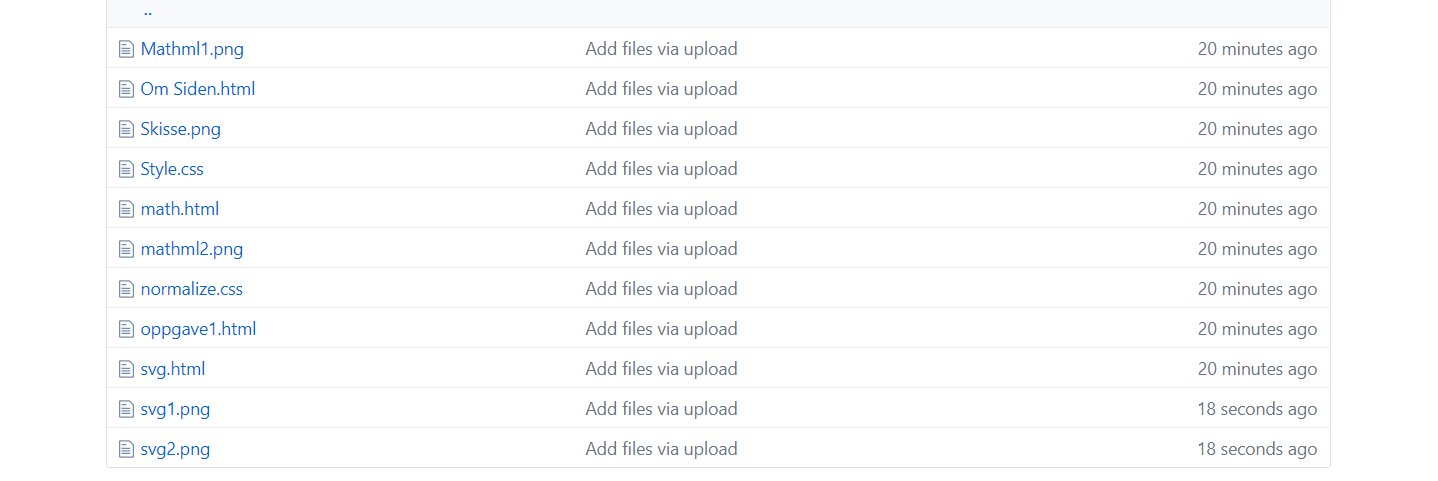 ..
Mathml1.png Add files via upload 20 minutes ago
Om Siden.html Add files via upload 20 minutes ago
Skisse.png Add files via upload 20 minutes ago
Style.css Add files via upload 20 minutes ago
math.html Add files via upload 20 minutes ago
mathml2.png Add files via upload 20 minutes ago
normalize.css Add files via upload 20 minutes ago
oppgave1.html Add files via upload 20 minutes ago
svg.html Add files via upload 20 minutes ago
svg1.png Add files via upload 18 seconds ago
svg2.png Add files via upload 18 seconds ago